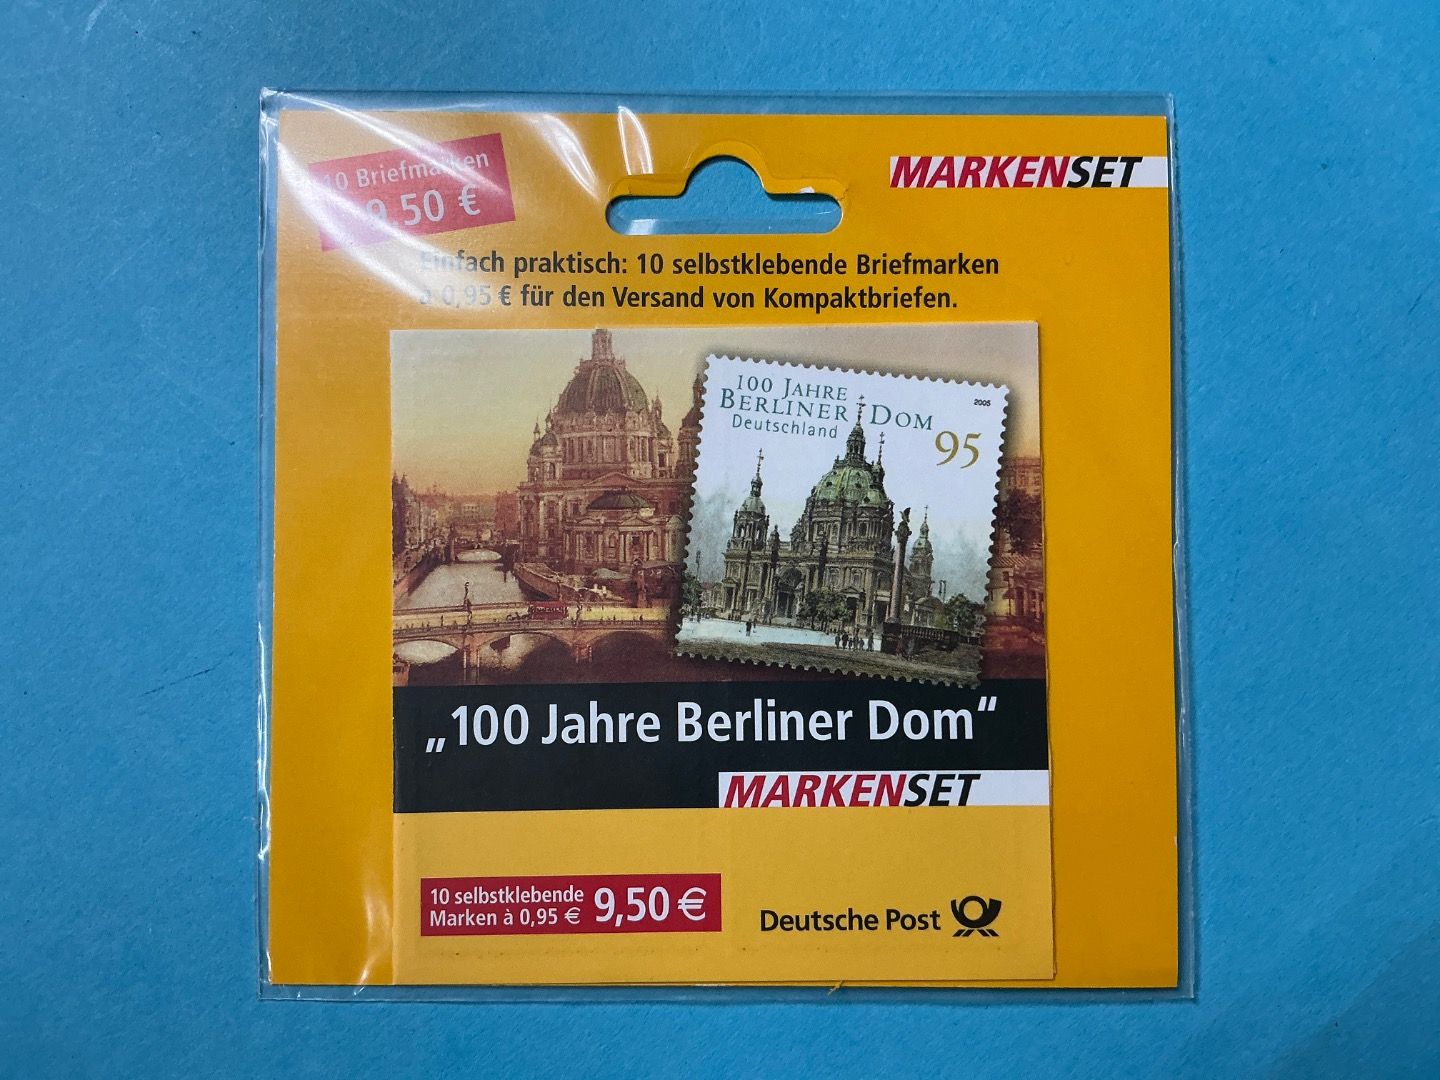 10 Briefmarken
9,50 €
MARKENSET
Einfach praktisch: 10 selbstklebende Briefmarken
à 0,95 € für den Versand von Kompaktbriefen.
100 JAHRE
BERLINER DOM
Deutschland
2005
95
„100 Jahre Berliner Dom“
MARKENSET
10 selbstklebende
Marken à 0,95 €
9,50 €
Deutsche Post